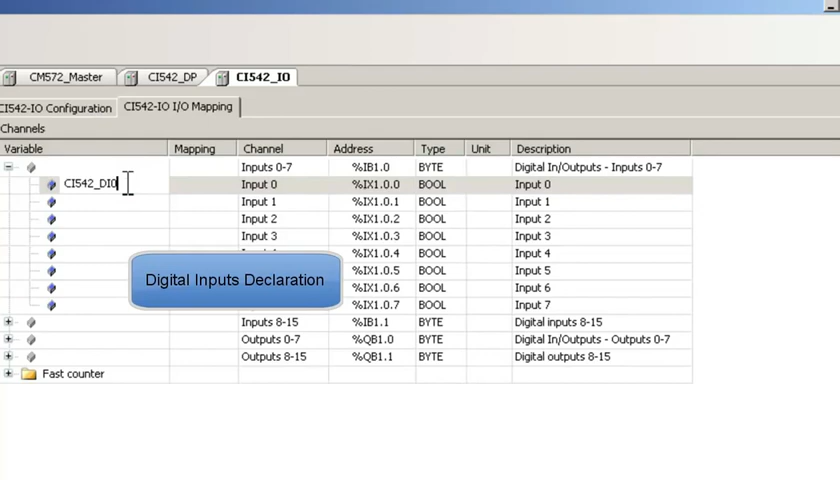 CM572_Master CI542_DP CI542_IO
CI542-IO Configuration CI542-IO I/O Mapping
Channels
Variable Mapping Channel Address Type Unit Description
Inputs 0-7 %IB1.0 BYTE Digital In/Outputs - Inputs 0-7
CI542_DI0 Input 0 %IX1.0.0 BOOL Input 0
Input 1 %IX1.0.1 BOOL Input 1
Input 2 %IX1.0.2 BOOL Input 2
Input 3 %IX1.0.3 BOOL Input 3
%IX1.0.4 BOOL Input 4
Digital Inputs Declaration %IX1.0.5 BOOL Input 5
%IX1.0.6 BOOL Input 6
%IX1.0.7 BOOL Input 7
Inputs 8-15 %IB1.1 BYTE Digital inputs 8-15
Outputs 0-7 %QB1.0 BYTE Digital In/Outputs - Outputs 0-7
Outputs 8-15 %QB1.1 BYTE Digital outputs 8-15
Fast counter